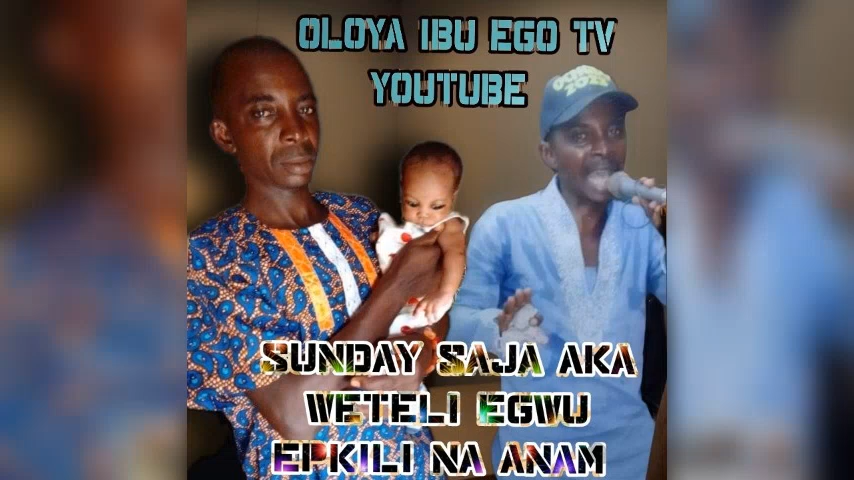 OLOYA IBU EGO TV
YOUTUBE
SUNDAY SAJA AKA
WETELI EGWU
EPKILI NA ANAM